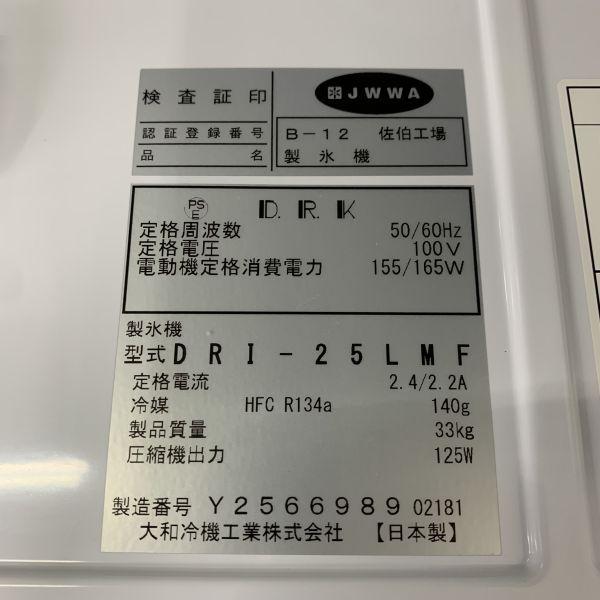 検査証印 JWWA
認証登録番号 B-12 佐伯工場
品名 製氷機
PS E D.R.K
定格周波数 50/60Hz
定格電圧 100V
電動機定格消費電力 155/165W
製氷機
型式 DRI-25LMF
定格電流 2.4/2.2A
冷媒 HFC R134a 140g
製品質量 33kg
圧縮機出力 125W
製造番号 Y2566989 02181
大和冷機工業株式会社 【日本製】